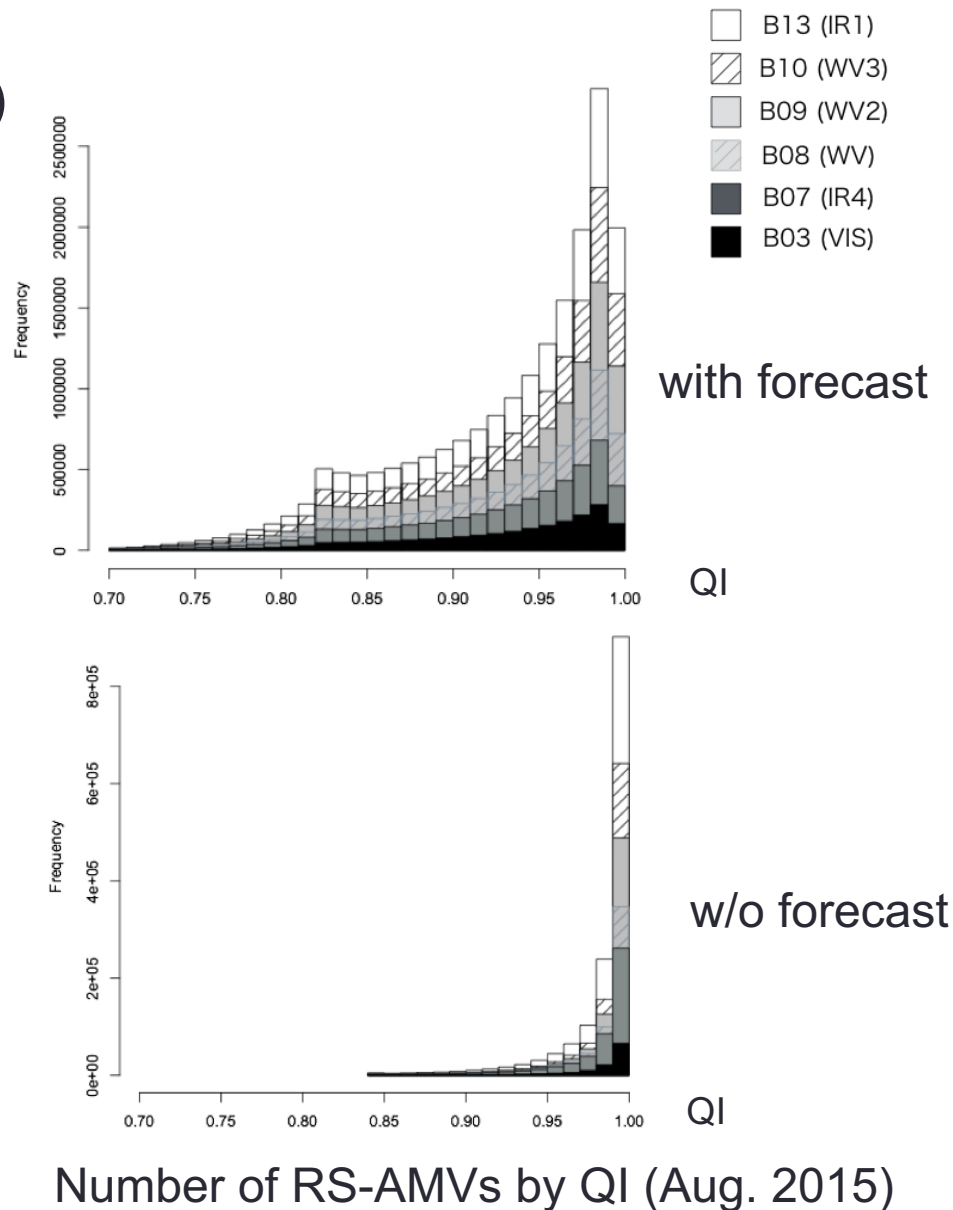 )
B13 (IR1)
B10 (WV3)
B09 (WV2)
B08 (WV)
B07 (IR4)
B03 (VIS)
Frequency
0
500000
1000000
1500000
2000000
2500000
0.70 0.75 0.80 0.85 0.90 0.95 1.00
QI
with forecast
Frequency
0e+00
2e+05
4e+05
6e+05
8e+05
0.70 0.75 0.80 0.85 0.90 0.95 1.00
QI
w/o forecast
Number of RS-AMVs by QI (Aug. 2015)